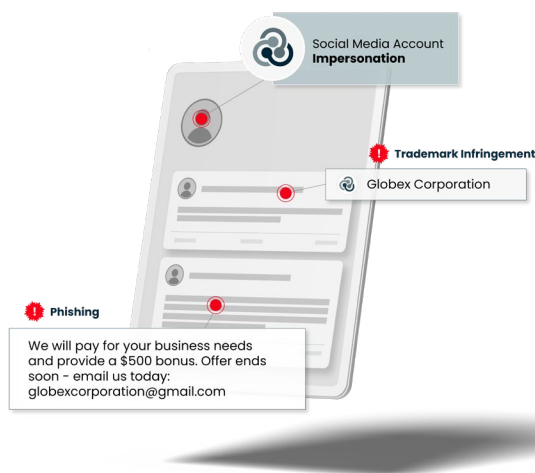 Social Media Account
Impersonation
! Trademark Infringement
Globex Corporation
! Phishing
We will pay for your business needs
and provide a $500 bonus. Offer ends
soon - email us today:
globexcorporation@gmail.com